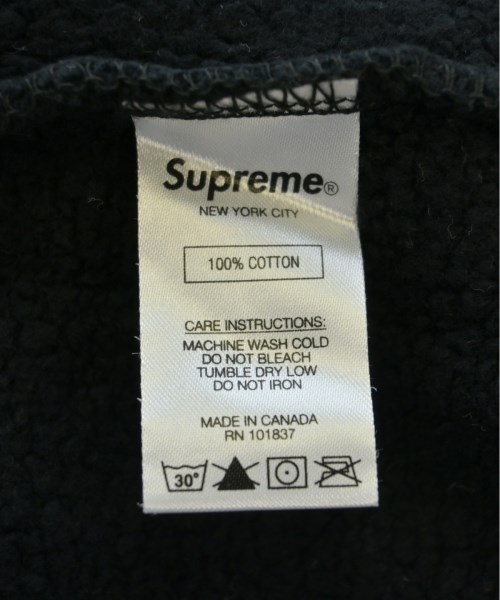 Supreme®
NEW YORK CITY
100% COTTON
CARE INSTRUCTIONS:
MACHINE WASH COLD
DO NOT BLEACH
TUMBLE DRY LOW
DO NOT IRON
MADE IN CANADA
RN 101837
30°